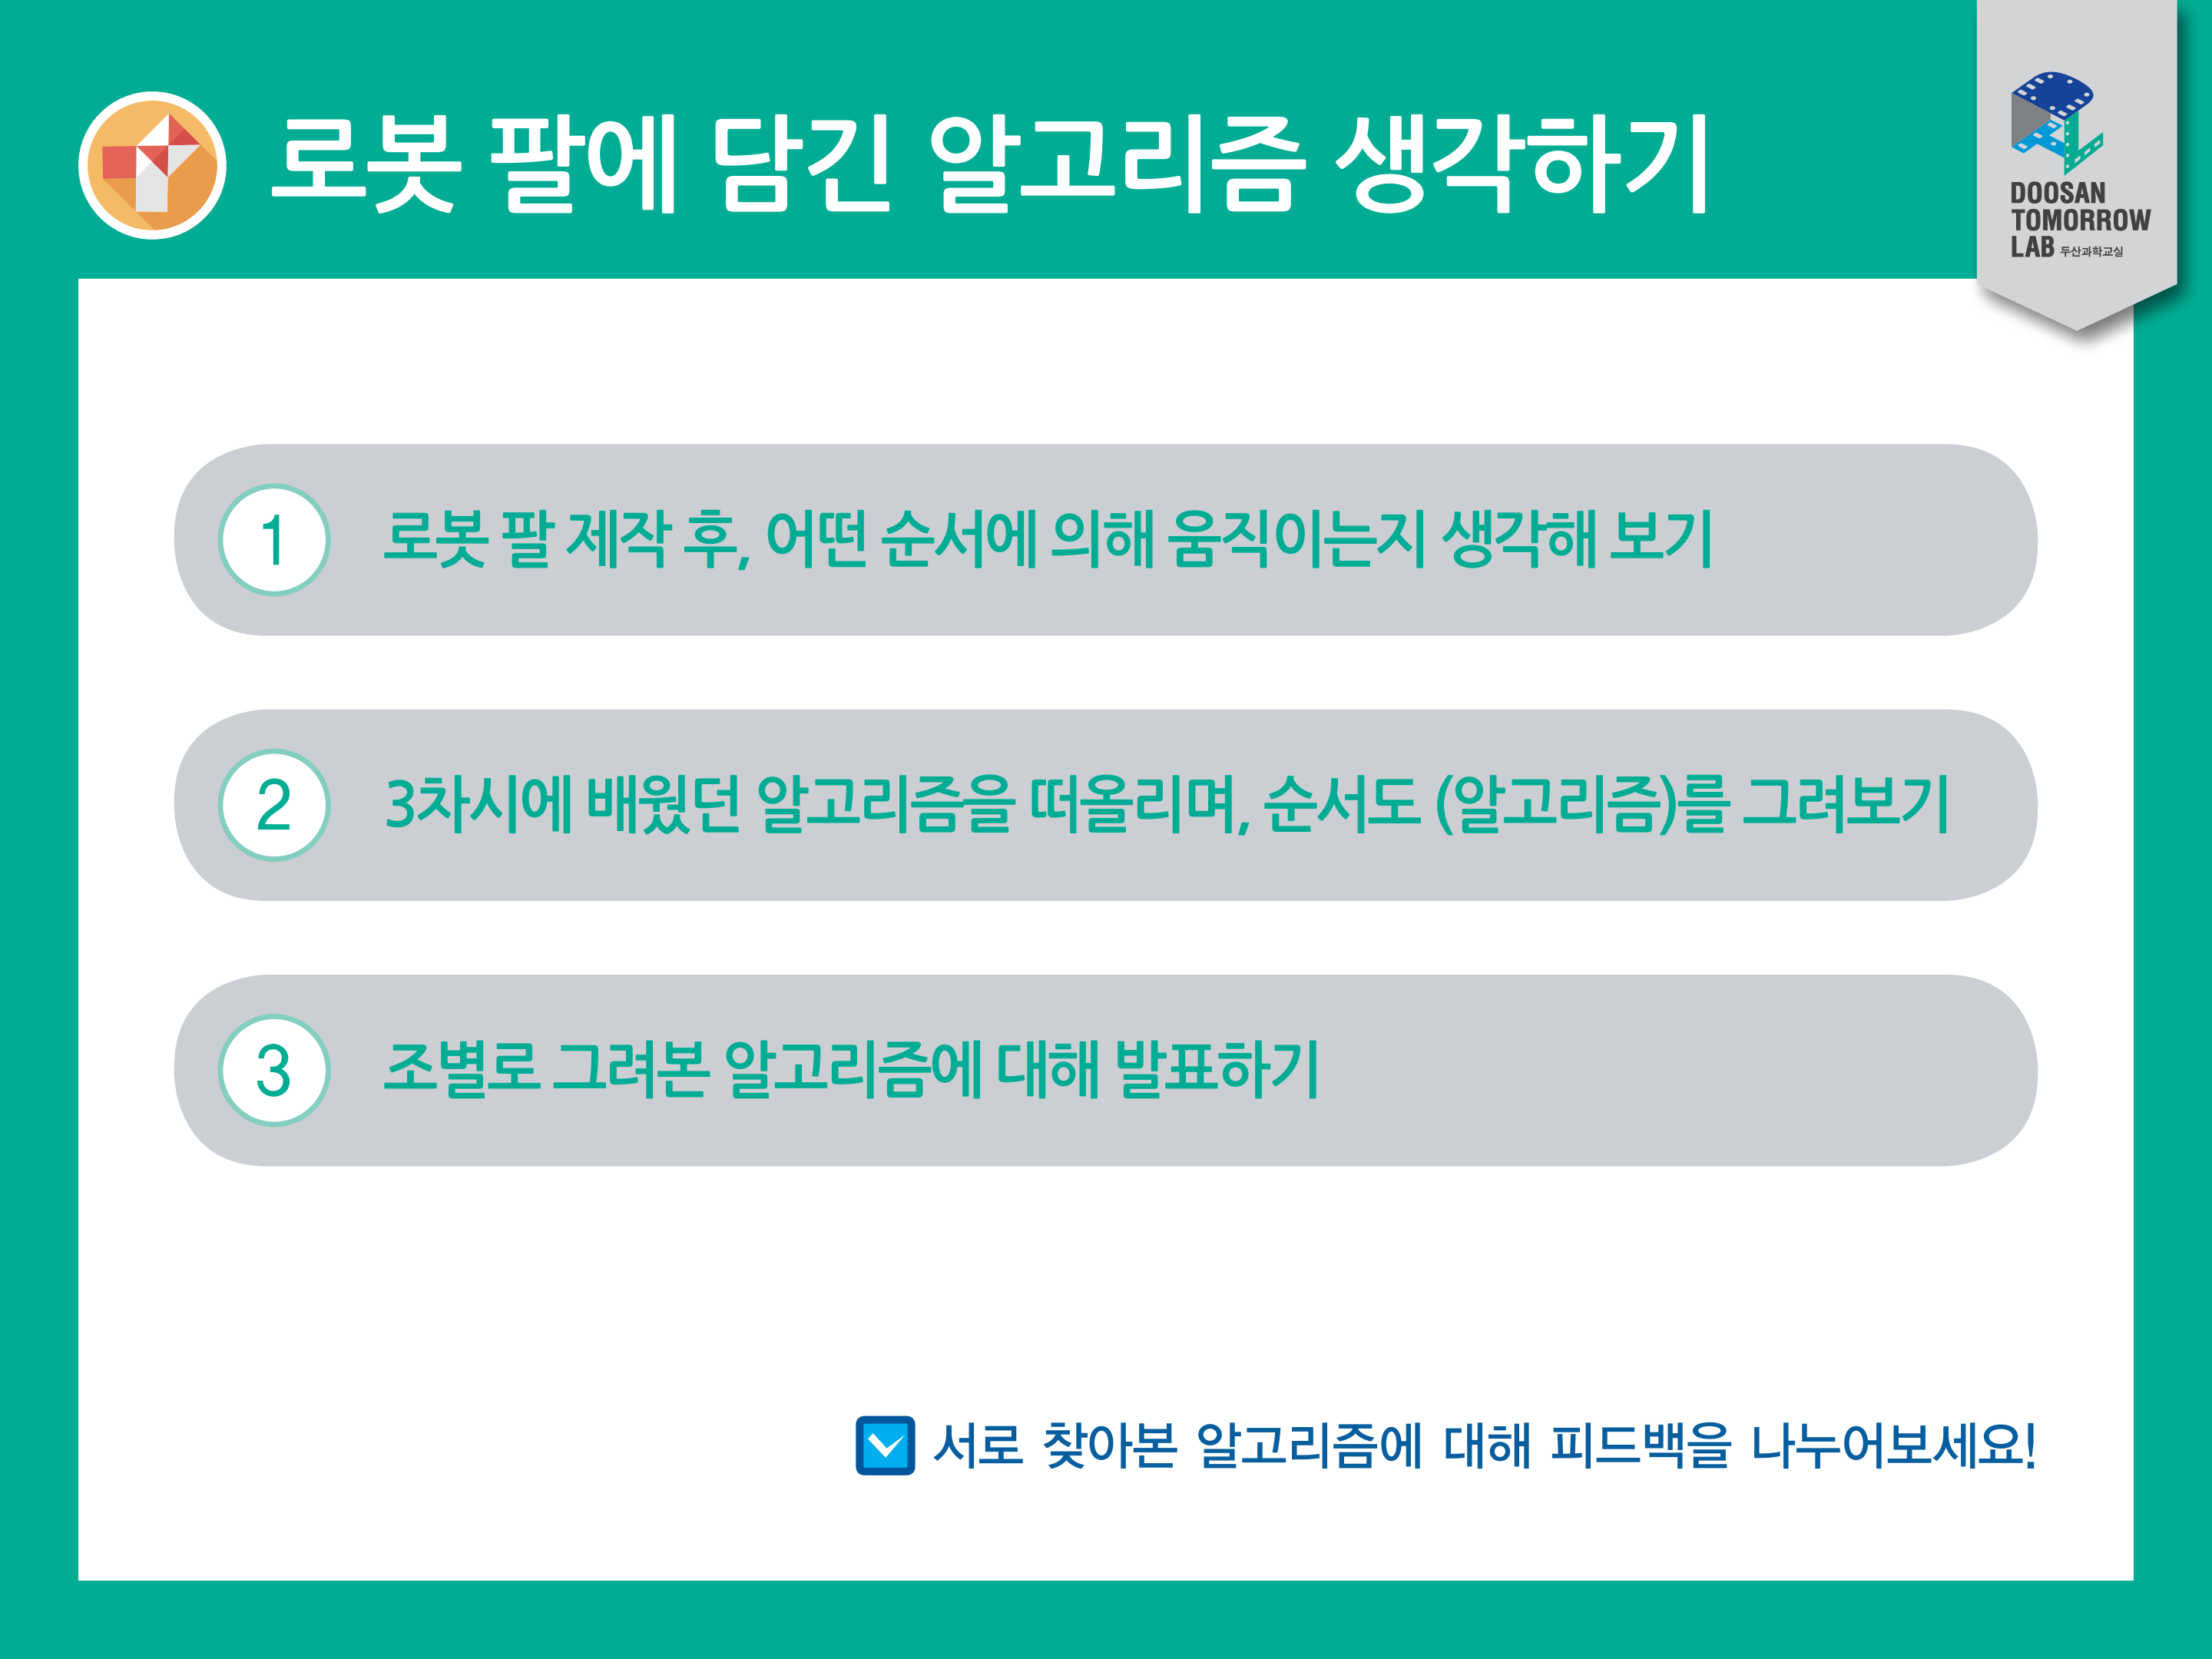 로봇 팔에 담긴 알고리즘 생각하기
DOOSAN
TOMORROW
LAB 두산과학교실
1 로봇 팔 제작 후, 어떤 순서에 의해 움직이는지 생각해 보기
2 3차시에 배웠던 알고리즘을 떠올리며, 순서도 (알고리즘)를 그려보기
3 조별로 그려본 알고리즘에 대해 발표하기
서로 찾아본 알고리즘에 대해 피드백을 나누어보세요!